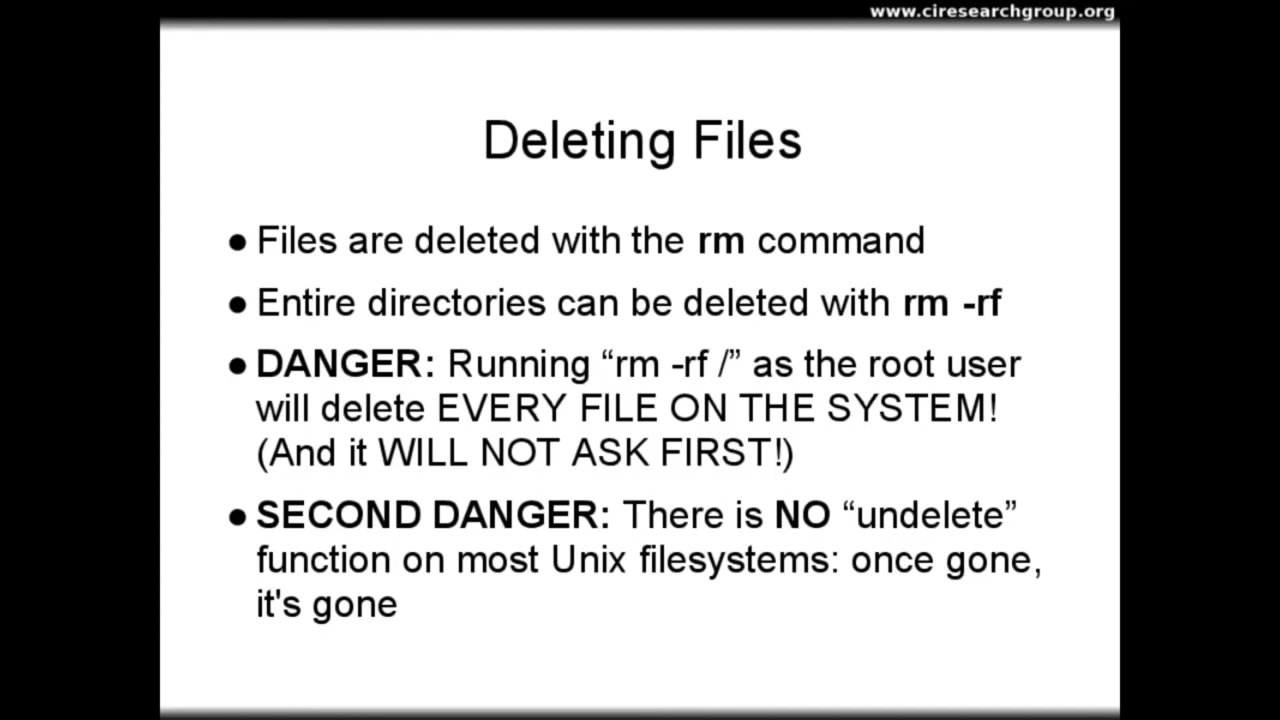 www.ciresearchgroup.org
Deleting Files
● Files are deleted with the rm command
● Entire directories can be deleted with rm -rf
● DANGER: Running “rm -rf /” as the root user
will delete EVERY FILE ON THE SYSTEM!
(And it WILL NOT ASK FIRST!)
● SECOND DANGER: There is NO “undelete”
function on most Unix filesystems: once gone,
it's gone